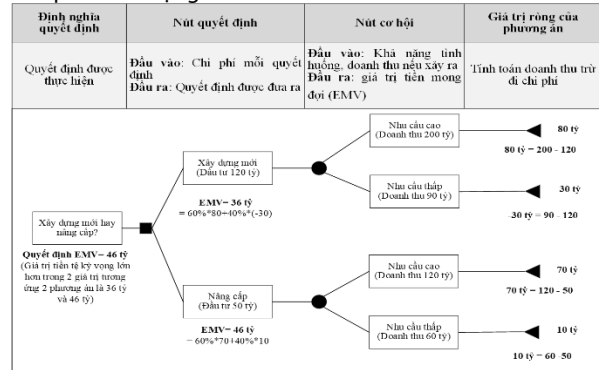 Định nghĩa
quyết định
Nút quyết định
Nút cơ hội
Giá trị ròng của
phương án
Quyết định được
thực hiện
Đầu vào: Chi phí mỗi quyết
định
Đầu ra: Quyết định được đưa ra
Đầu vào: Khả năng tình
huống, doanh thu nếu xảy ra
Đầu ra: giá trị tiền mong
đợi (EMV)
Tính toán doanh thu trừ
đi chi phí
Xây dựng mới hay
nâng cấp?
Quyết định EMV= 46 tỷ
(Giá trị tiền tệ kỳ vọng lớn
hơn trong 2 giá trị tương
ứng 2 phương án là 36 tỷ
và 46 tỷ)
Xây dựng mới
(Đầu tư 120 tỷ)
EMV= 36 tỷ
= 60%*80+40%*(-30)
Nâng cấp
(Đầu tư 50 tỷ)
EMV= 46 tỷ
= 60%*70+40%*10
Nhu cầu cao
(Doanh thu 200 tỷ)
80 tỷ
80 tỷ = 200 - 120
Nhu cầu thấp
(Doanh thu 90 tỷ)
30 tỷ
-30 tỷ = 90 - 120
Nhu cầu cao
(Doanh thu 120 tỷ)
70 tỷ
70 tỷ = 120 - 50
Nhu cầu thấp
(Doanh thu 60 tỷ)
10 tỷ
10 tỷ = 60 -50